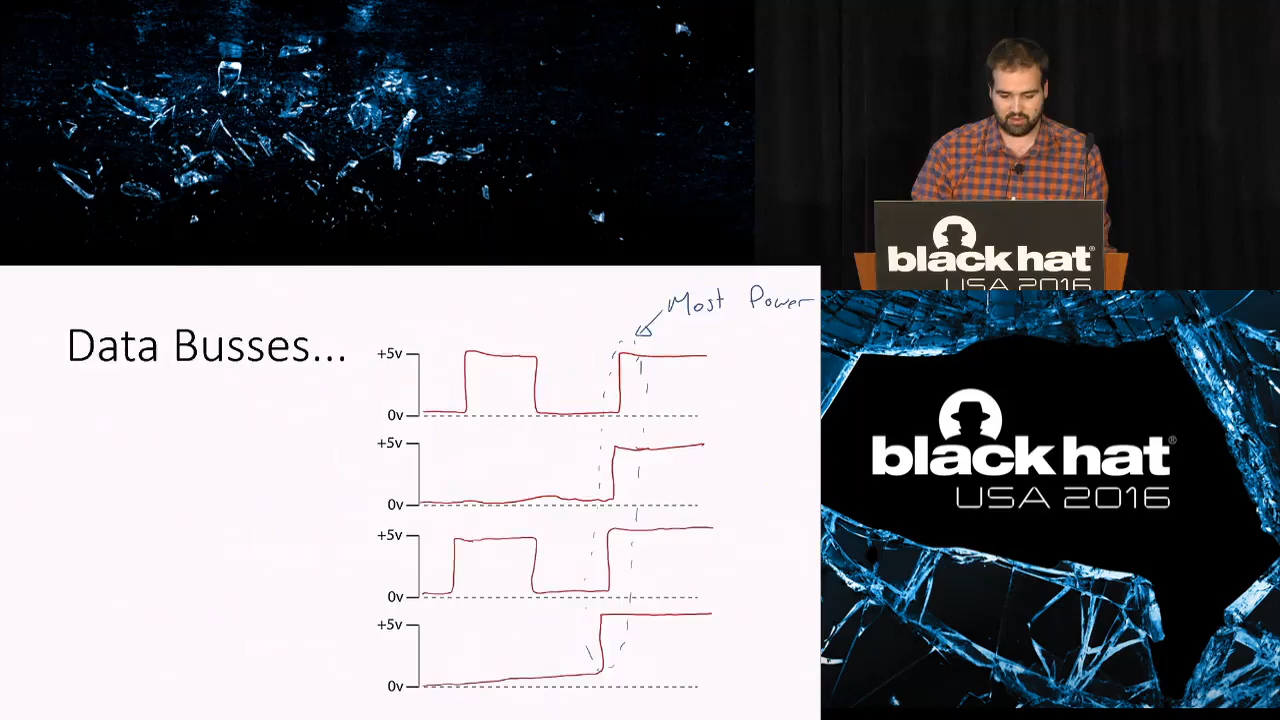 black hat®
USA 2016
Most Power
Data Busses...
+5v
0v
+5v
0v
+5v
0v
+5v
0v
black hat®
USA 2016